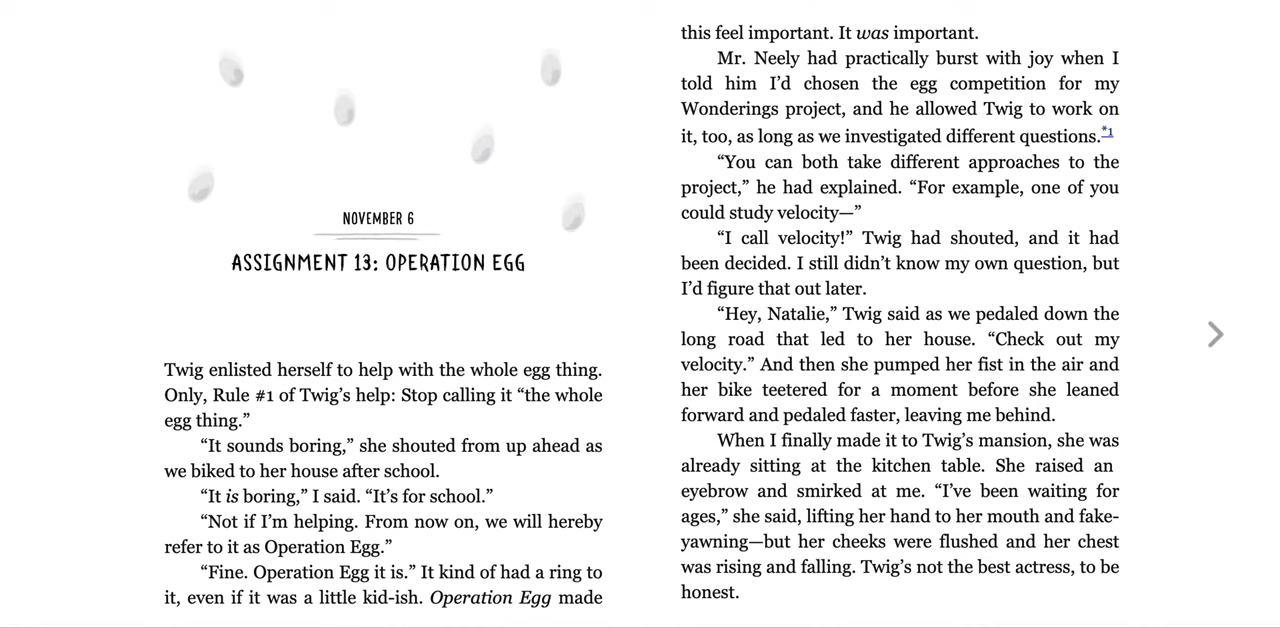 NOVEMBER 6
ASSIGNMENT 13: OPERATION EGG
Twig enlisted herself to help with the whole egg thing.
Only, Rule #1 of Twig’s help: Stop calling it “the whole
egg thing.”
“It sounds boring,” she shouted from up ahead as
we biked to her house after school.
“It is boring,” I said. “It’s for school.”
“Not if I’m helping. From now on, we will hereby
refer to it as Operation Egg.”
“Fine. Operation Egg it is.” It kind of had a ring to
it, even if it was a little kid-ish. Operation Egg made
this feel important. It was important.
Mr. Neely had practically burst with joy when I
told him I’d chosen the egg competition for my
Wonderings project, and he allowed Twig to work on
it, too, as long as we investigated different questions.*1
“You can both take different approaches to the
project,” he had explained. “For example, one of you
could study velocity—”
“I call velocity!” Twig had shouted, and it had
been decided. I still didn’t know my own question, but
I’d figure that out later.
“Hey, Natalie,” Twig said as we pedaled down the
long road that led to her house. “Check out my
velocity.” And then she pumped her fist in the air and
her bike teetered for a moment before she leaned
forward and pedaled faster, leaving me behind.
When I finally made it to Twig’s mansion, she was
already sitting at the kitchen table. She raised an
eyebrow and smirked at me. “I’ve been waiting for
ages,” she said, lifting her hand to her mouth and fake-
yawning—but her cheeks were flushed and her chest
was rising and falling. Twig’s not the best actress, to be
honest.